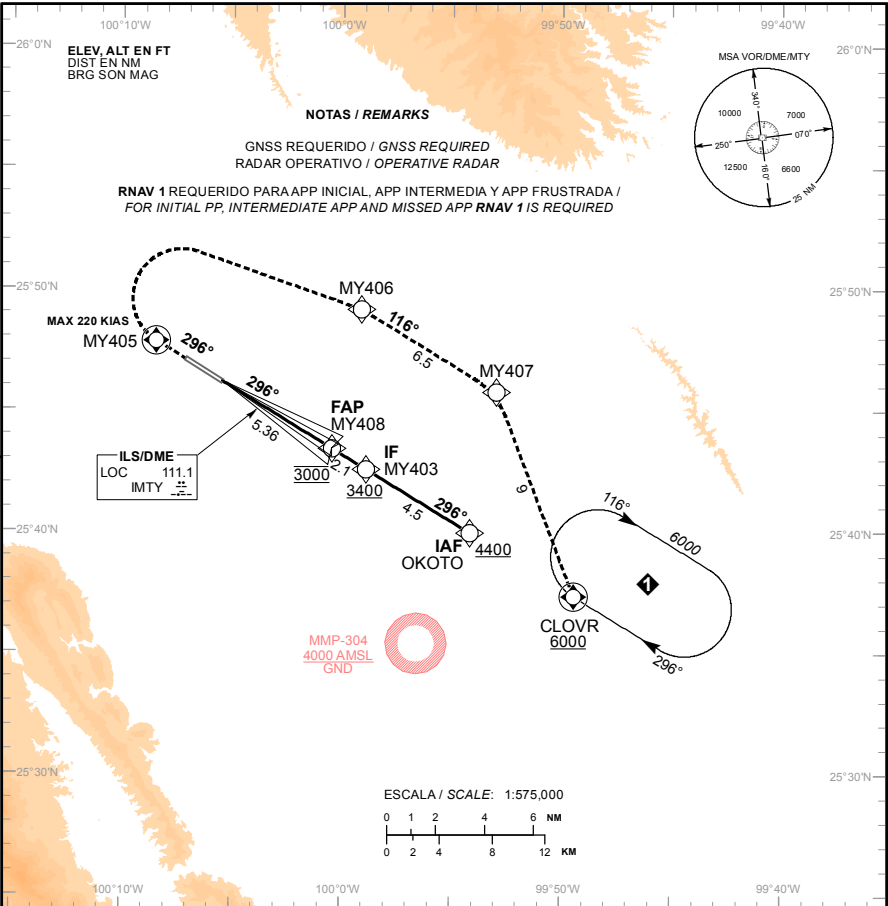 100°10'W 100°00'W 99°50'W 99°40'W
26°0'N 26°0'N
ELEV, ALT EN FT
DIST EN NM
BRG SON MAG
MSA VOR/DME/MTY
340°
10000 7000
250° 070°
12500 6600
160°
25 NM
NOTAS / REMARKS
GNSS REQUERIDO / GNSS REQUIRED
RADAR OPERATIVO / OPERATIVE RADAR
RNAV 1 REQUERIDO PARA APP INICIAL, APP INTERMEDIA Y APP FRUSTRADA /
FOR INITIAL PP, INTERMEDIATE APP AND MISSED APP RNAV 1 IS REQUIRED
25°50'N 25°50'N
MY406
MAX 220 KIAS
MY405
296°
116°
6.5
MY407
296°
5.36
FAP
MY408
3000
2.1
IF
MY403
3400
ILS/DME
LOC 111.1
IMTY
296°
4.5
IAF
OKOTO
4400
9
25°40'N 25°40'N
116°
6000
1
CLOVR
6000
296°
MMP-304
4000 AMSL
GND
25°30'N 25°30'N
ESCALA / SCALE: 1:575,000
0 1 2 4 6 NM
0 2 4 8 12 KM
100°10'W 100°00'W 99°50'W 99°40'W